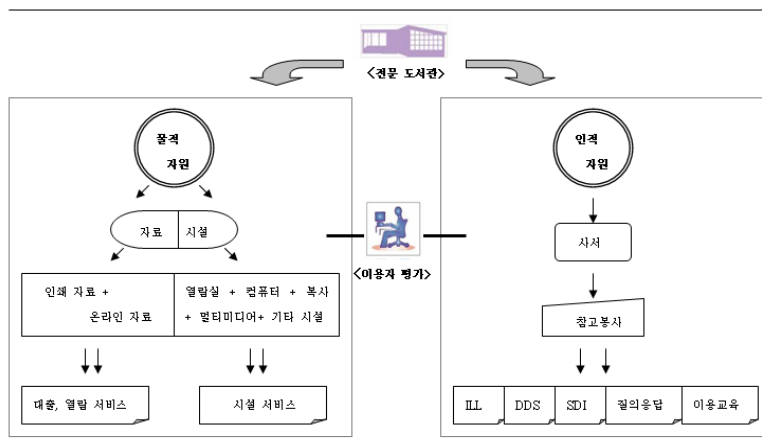 <전문 도서관>
물적
자원
자료
시설
인쇄 자료 +
온라인 자료
열람실 + 컴퓨터 + 복사
+ 멀티미디어+ 기타 시설
대출, 열람 서비스
시설 서비스
<이용자 평가>
인적
자원
사서
참고봉사
ILL
DDS
SDI
질의응답
이용교육